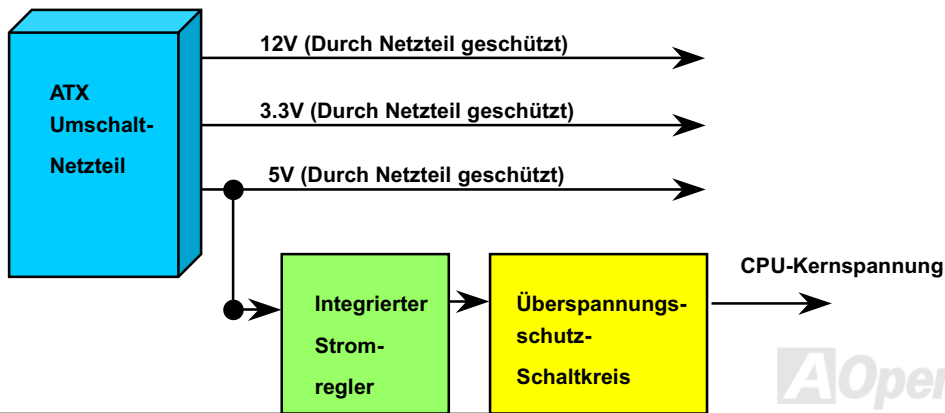 12V (Durch Netzteil geschützt)
ATX
Umschalt-
Netzteil
3.3V (Durch Netzteil geschützt)
5V (Durch Netzteil geschützt)
CPU-Kernspannung
Integrierter
Strom-
regler
Überspannungs-
schutz-
Schaltkreis
AOper